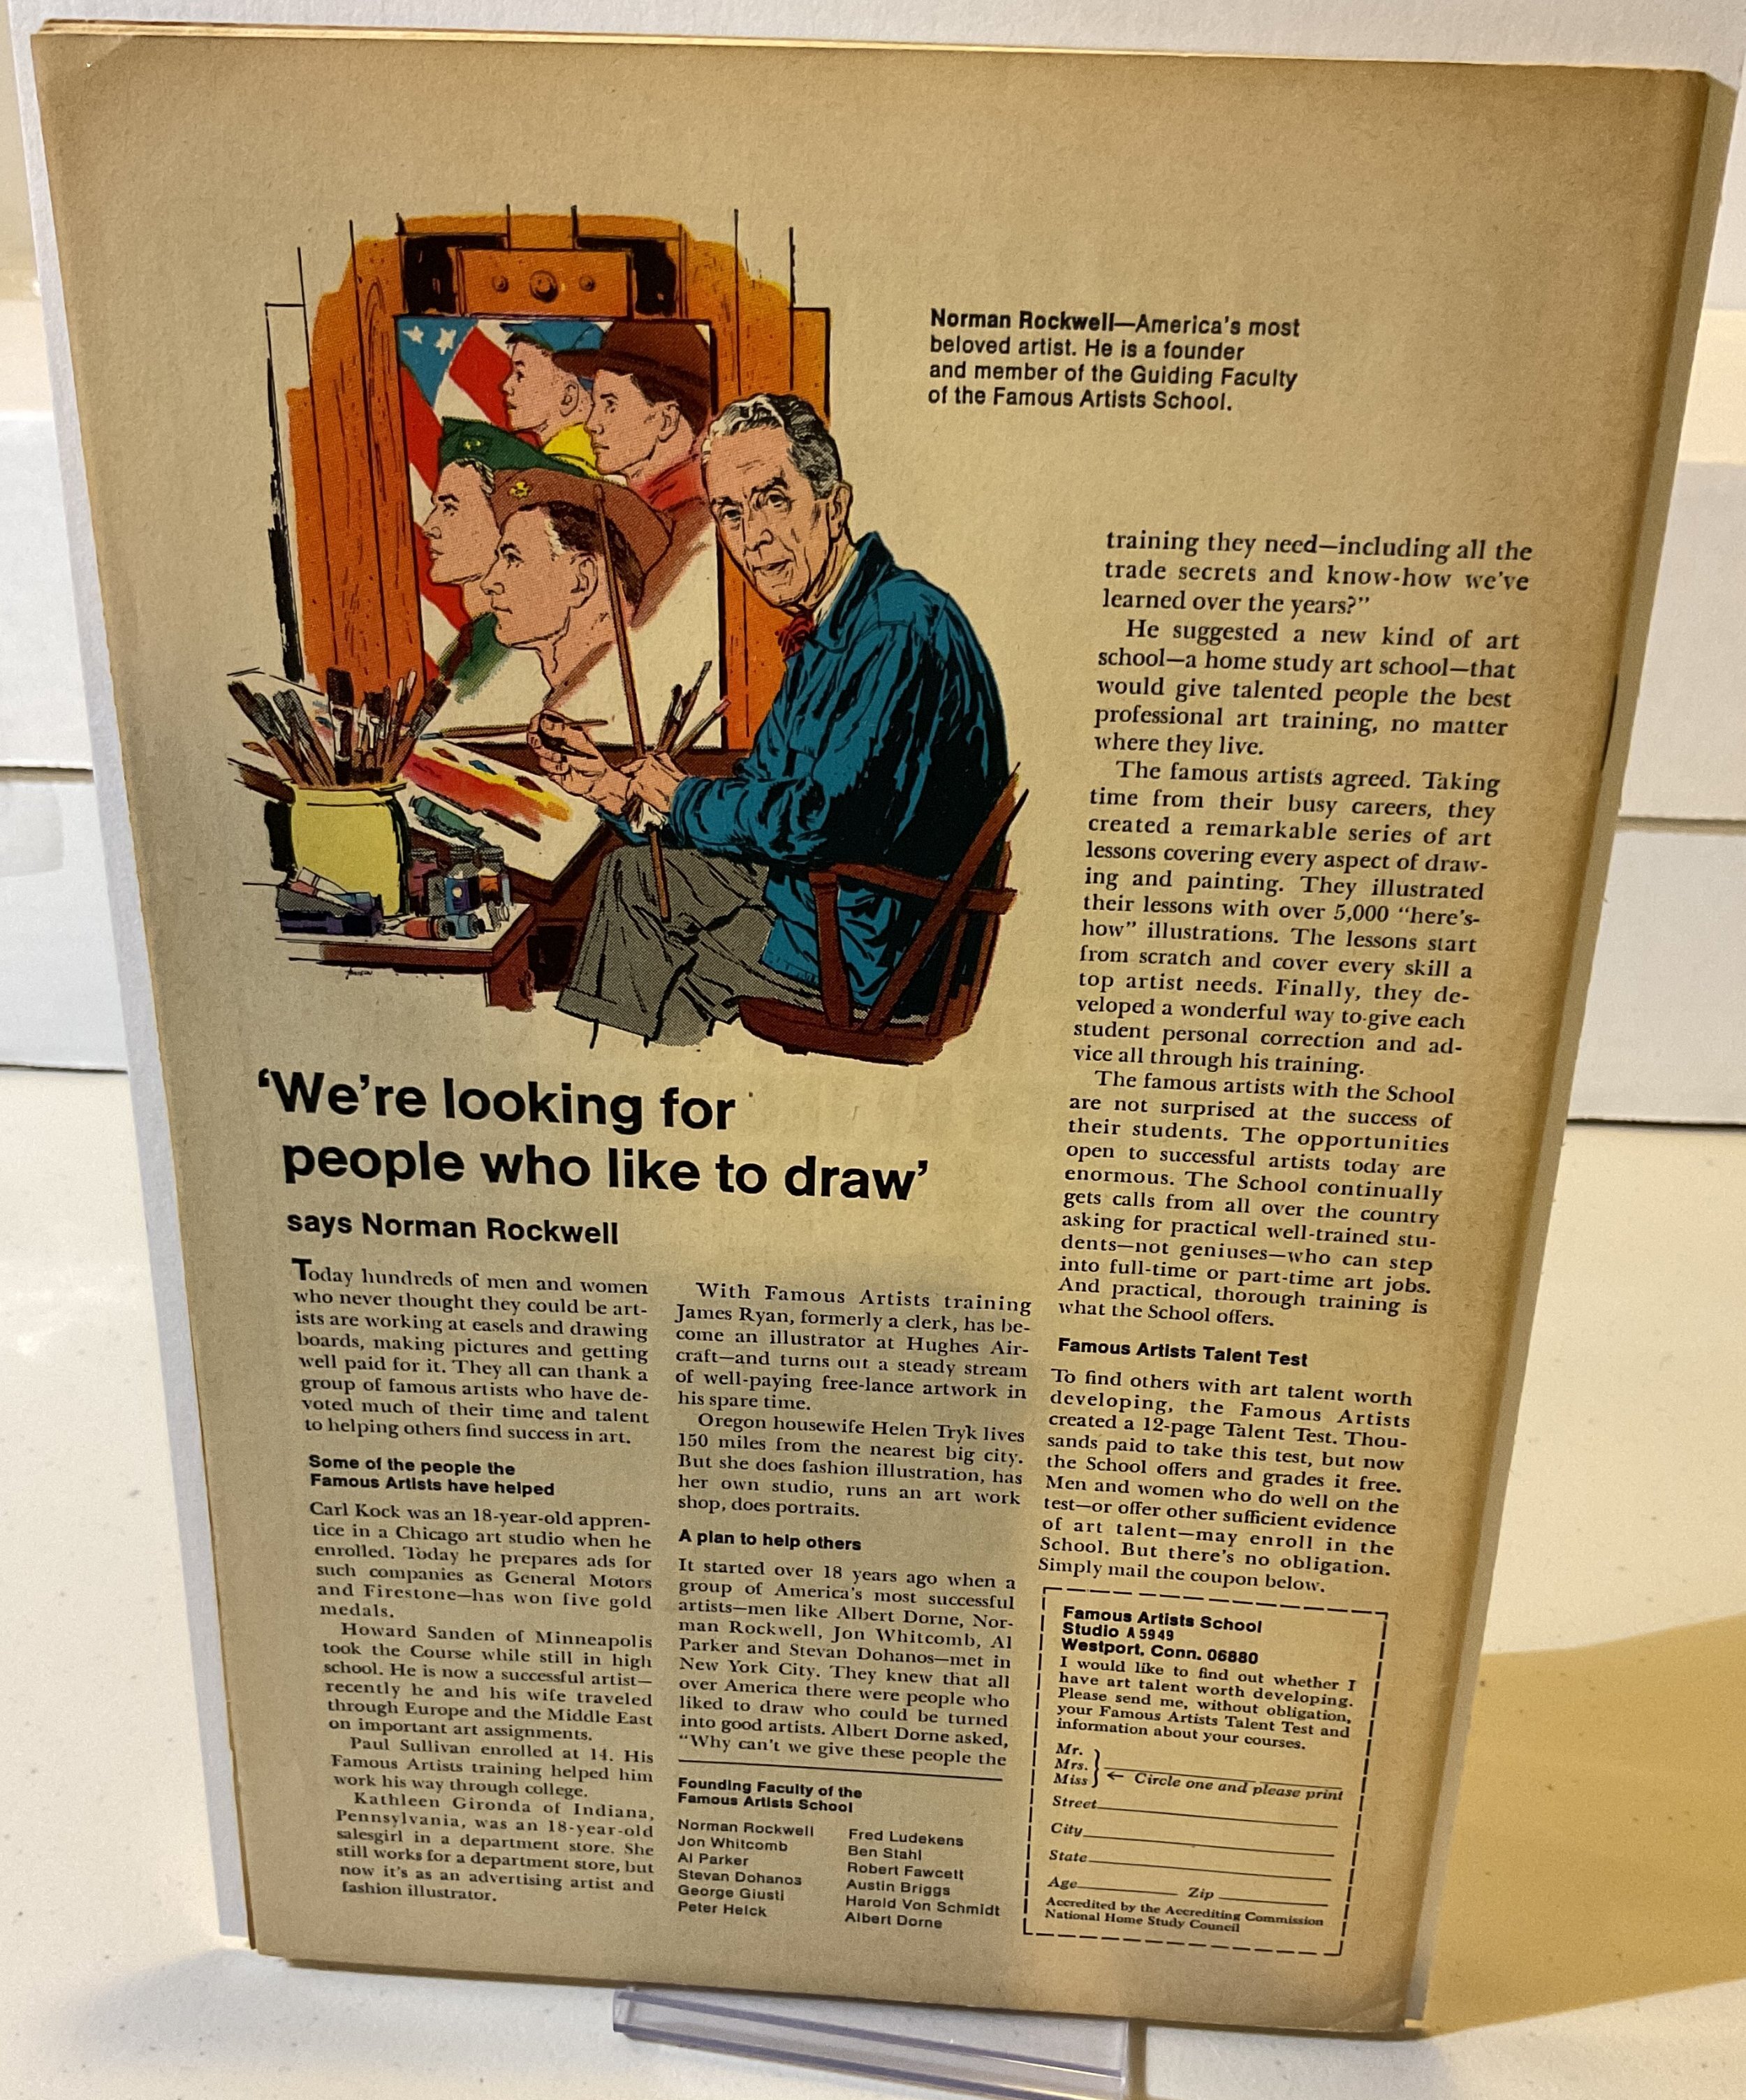 Norman Rockwell—America's most
beloved artist. He is a founder
and member of the Guiding Faculty
of the Famous Artists School.
'We're looking for
people who like to draw'
says Norman Rockwell
Today hundreds of men and women
who never thought they could be art-
ists are working at easels and drawing
boards, making pictures and getting
well paid for it. They all can thank a
group of famous artists who have de-
voted much of their time and talent
to helping others find success in art.
Some of the people the
Famous Artists have helped
Carl Kock was an 18-year-old appren-
tice in a Chicago art studio when he
enrolled. Today he prepares ads for
such companies as General Motors
and Firestone—has won five gold
medals.
Howard Sanden of Minneapolis
took the Course while still in high
school. He is now a successful artist—
recently he and his wife traveled
through Europe and the Middle East
on important art assignments.
Paul Sullivan enrolled at 14. His
Famous Artists training helped him
work his way through college.
Kathleen Gironda of Indiana,
Pennsylvania, was an 18-year-old
salesgirl in a department store. She
still works for a department store, but
now it's as an advertising artist and
fashion illustrator.
With Famous Artists training
James Ryan, formerly a clerk, has be-
come an illustrator at Hughes Air-
craft—and turns out a steady stream
of well-paying free-lance artwork in
his spare time.
Oregon housewife Helen Tryk lives
150 miles from the nearest big city.
But she does fashion illustration, has
her own studio, runs an art work
shop, does portraits.
A plan to help others
It started over 18 years ago when a
group of America's most successful
artists—men like Albert Dorne, Nor-
man Rockwell, Jon Whitcomb, Al
Parker and Stevan Dohanos—met in
New York City. They knew that all
over America there were people who
liked to draw who could be turned
into good artists. Albert Dorne asked,
"Why can't we give these people the
Founding Faculty of the
Famous Artists School
Norman Rockwell
Jon Whitcomb
Al Parker
Stevan Dohanos
George Giusti
Peter Helck
Fred Ludekens
Ben Stahl
Robert Fawcett
Austin Briggs
Harold Von Schmidt
Albert Dorne
training they need—including all the
trade secrets and know-how we've
learned over the years?"
He suggested a new kind of art
school—a home study art school—that
would give talented people the best
professional art training, no matter
where they live.
The famous artists agreed. Taking
time from their busy careers, they
created a remarkable series of art
lessons covering every aspect of draw-
ing and painting. They illustrated
their lessons with over 5,000 "here's-
how" illustrations. The lessons start
from scratch and cover every skill a
top artist needs. Finally, they de-
veloped a wonderful way to give each
student personal correction and ad-
vice all through his training.
The famous artists with the School
are not surprised at the success of
their students. The opportunities
open to successful artists today are
enormous. The School continually
gets calls from all over the country
asking for practical well-trained stu-
dents—not geniuses—who can step
into full-time or part-time art jobs.
And practical, thorough training is
what the School offers.
Famous Artists Talent Test
To find others with art talent worth
developing, the Famous Artists
created a 12-page Talent Test. Thou-
sands paid to take this test, but now
the School offers and grades it free.
Men and women who do well on the
test—or offer other sufficient evidence
of art talent—may enroll in the
School. But there's no obligation.
Simply mail the coupon below.
Famous Artists School
Studio A5949
Westport, Conn. 06880
I would like to find out whether I
have art talent worth developing.
Please send me, without obligation,
your Famous Artists Talent Test and
information about your courses.
Mr.
Mrs.
Miss
← Circle one and please print
Street
City
State
Age Zip
Accredited by the Accrediting Commission
National Home Study Council